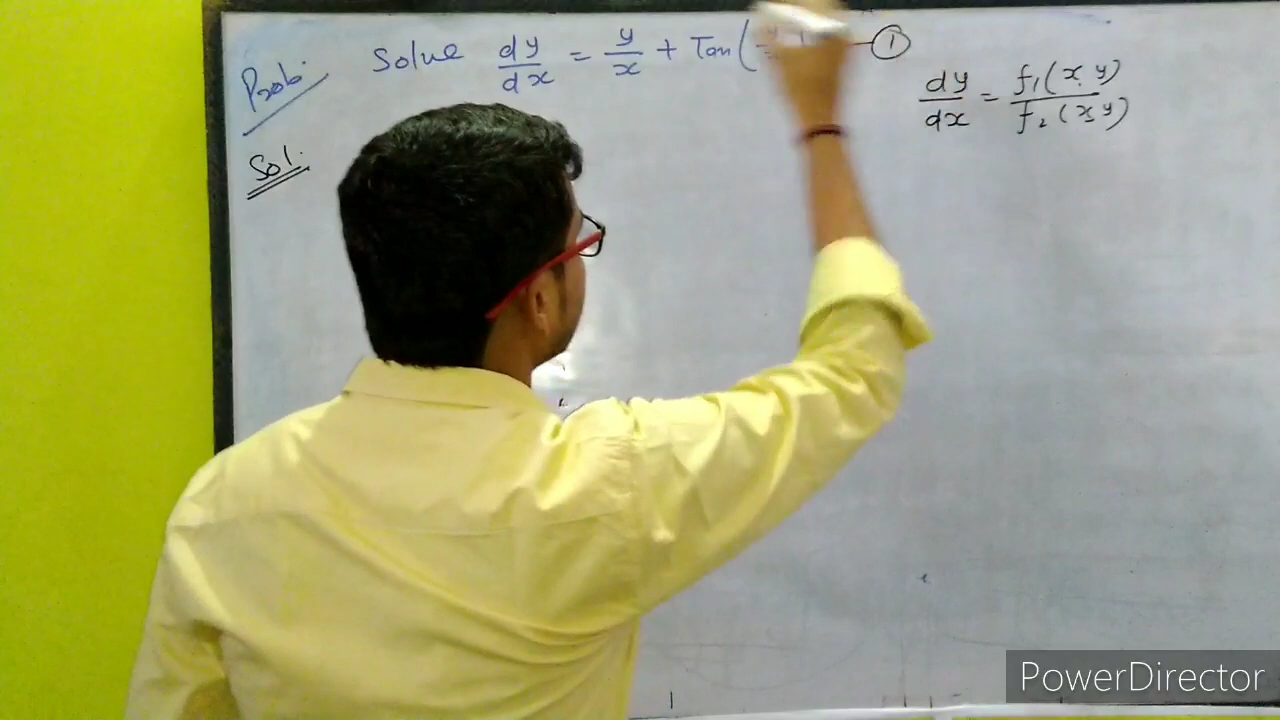 Prob: Solve dy/dx = y/x + Tan( — ①
dy/dx = f₁(x, y)/f₂(x, y)
Sol.
PowerDirector